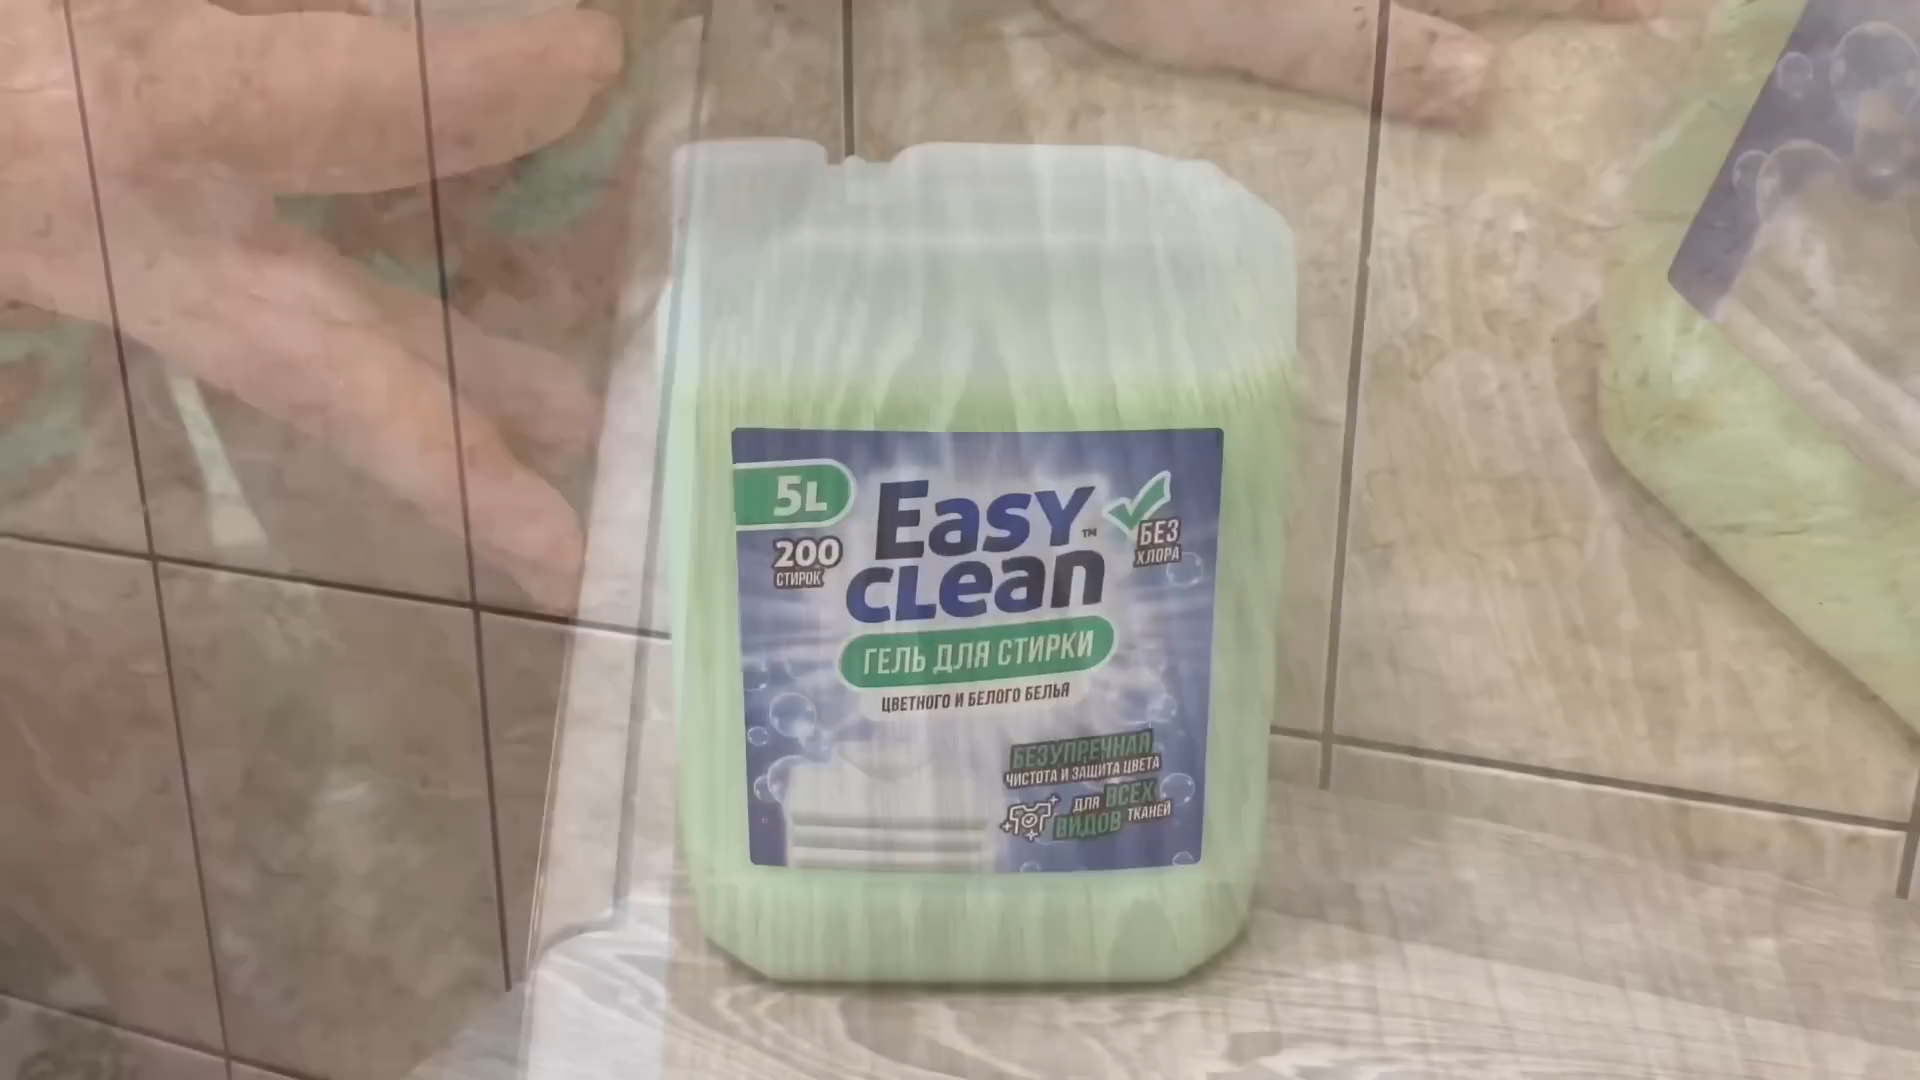 5L
200
СТИРОК
Easy
clean™
БЕЗ
ХЛОРА
ГЕЛЬ ДЛЯ СТИРКИ
ЦВЕТНОГО И БЕЛОГО БЕЛЬЯ
БЕЗУПРЕЧНАЯ
ЧИСТОТА И ЗАЩИТА ЦВЕТА
ДЛЯ ВСЕХ
ВИДОВ ТКАНЕЙ